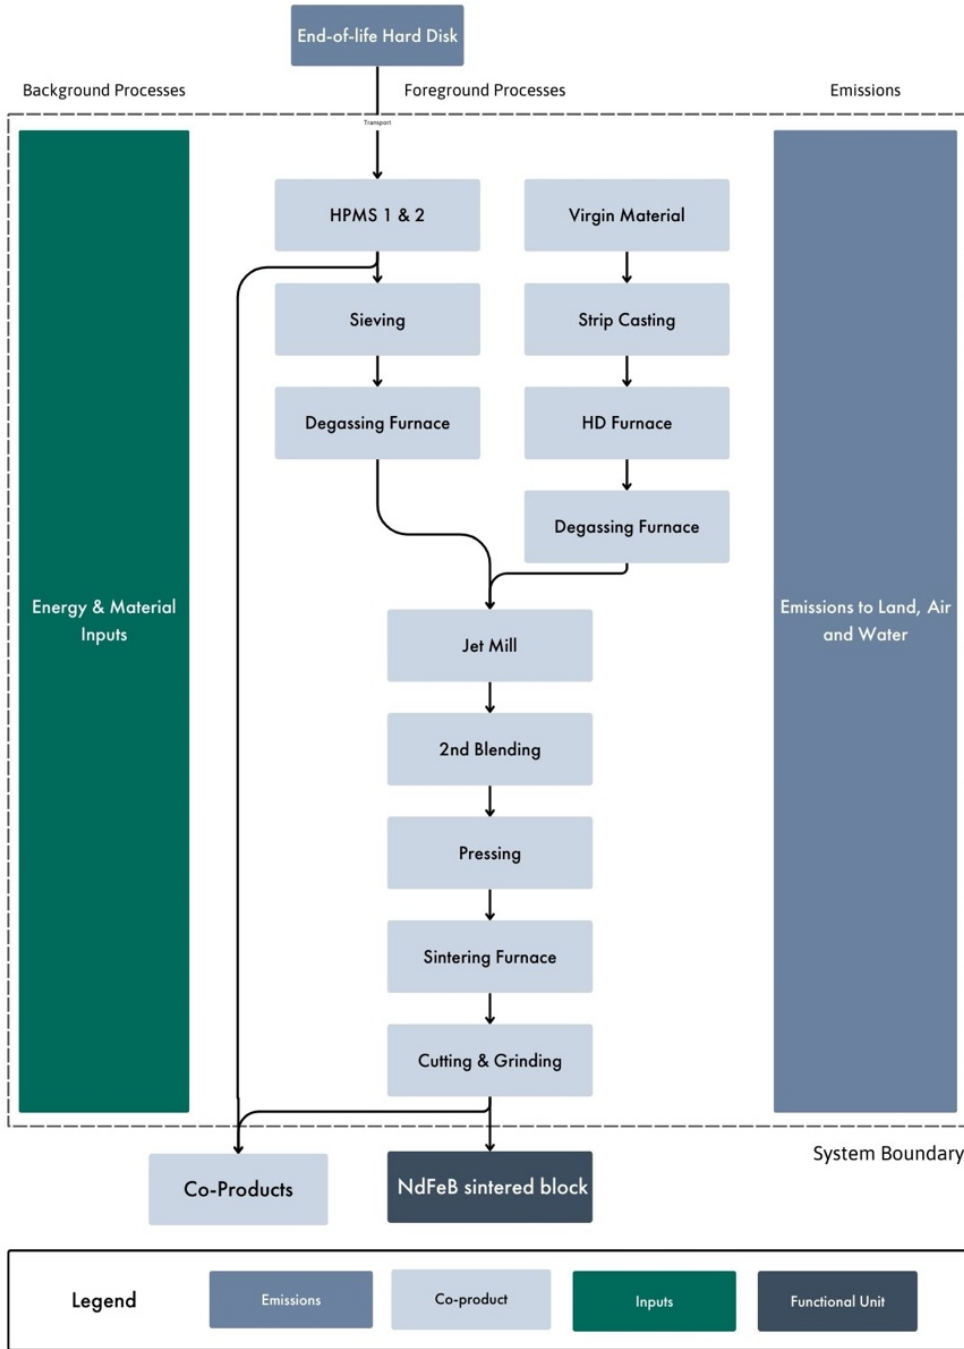 End-of-life Hard Disk
Background Processes
Foreground Processes
Emissions
Transport
HPMS 1 & 2
Virgin Material
Sieving
Strip Casting
Degassing Furnace
HD Furnace
Degassing Furnace
Energy & Material
Inputs
Emissions to Land, Air
and Water
Jet Mill
2nd Blending
Pressing
Sintering Furnace
Cutting & Grinding
System Boundary
Co-Products
NdFeB sintered block
Legend
Emissions
Co-product
Inputs
Functional Unit